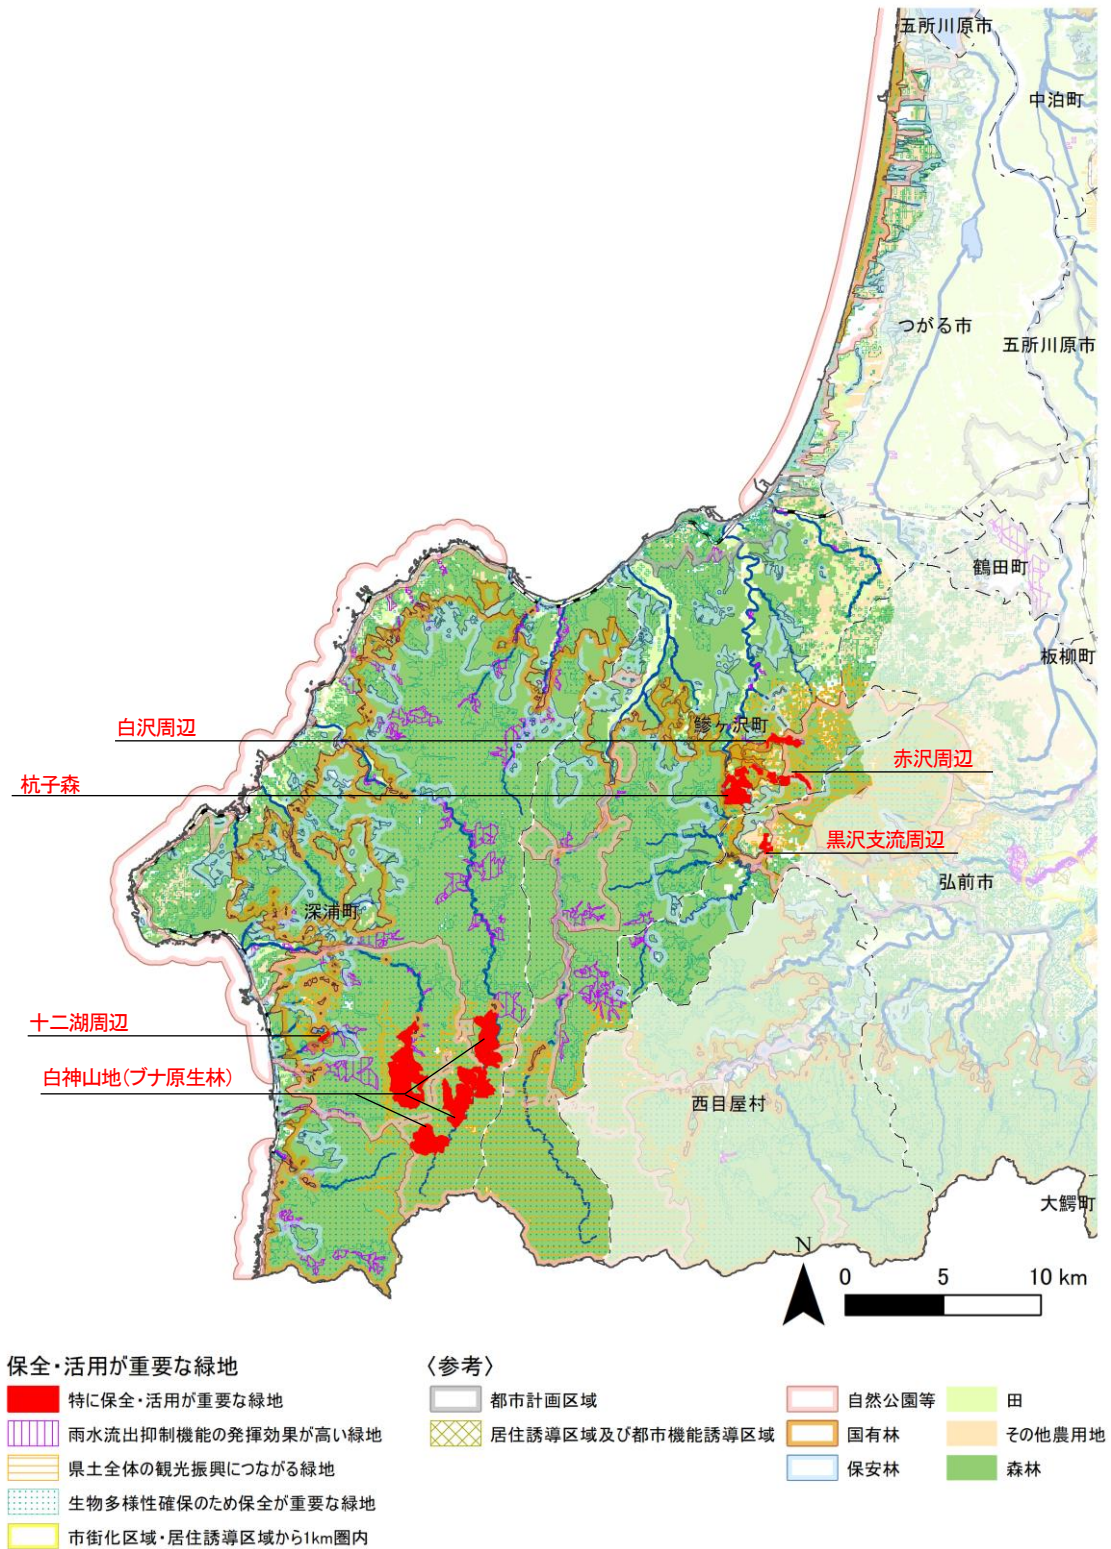 五所川原市
中泊町
つがる市
五所川原市
鶴田町
板柳町
鰺ヶ沢町
白沢周辺
赤沢周辺
杭子森
黒沢支流周辺
弘前市
深浦町
十二湖周辺
白神山地(ブナ原生林)
西目屋村
大鰐町
N
0 5 10 km
保全・活用が重要な緑地
特に保全・活用が重要な緑地
雨水流出抑制機能の発揮効果が高い緑地
県土全体の観光振興につながる緑地
生物多様性確保のため保全が重要な緑地
市街化区域・居住誘導区域から1km圏内
〈参考〉
都市計画区域
居住誘導区域及び都市機能誘導区域
自然公園等
国有林
保安林
田
その他農用地
森林